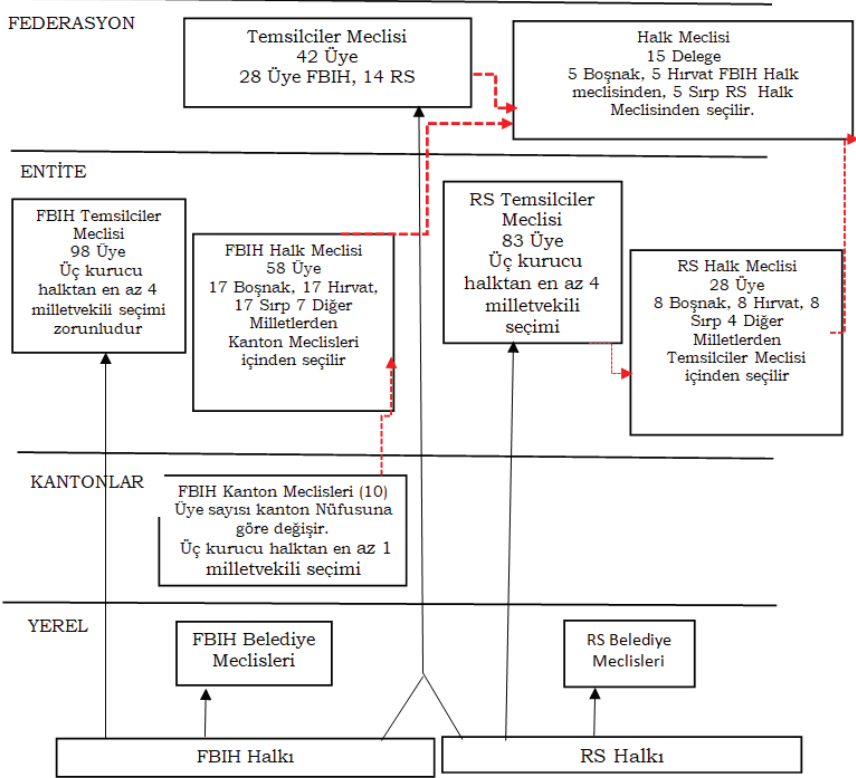 FEDERASYON
Temsilciler Meclisi
42 Üye
28 Üye FBIH, 14 RS
Halk Meclisi
15 Delege
5 Boşnak, 5 Hırvat FBIH Halk
meclisinden, 5 Sırp RS Halk
Meclisinden seçilir.
ENTİTE
FBIH Temsilciler
Meclisi
98 Üye
Üç kurucu
halktan en az 4
milletvekili seçimi
zorunludur
FBIH Halk Meclisi
58 Üye
17 Boşnak, 17 Hırvat,
17 Sırp 7 Diğer
Milletlerden
Kanton Meclisleri
içinden seçilir
RS Temsilciler
Meclisi
83 Üye
Üç kurucu
halktan en az 4
milletvekili
seçimi
RS Halk Meclisi
28 Üye
8 Boşnak, 8 Hırvat, 8
Sırp 4 Diğer
Milletlerden
Temsilciler Meclisi
içinden seçilir
KANTONLAR
FBIH Kanton Meclisleri (10)
Üye sayısı kanton Nüfusuna
göre değişir.
Üç kurucu halktan en az 1
milletvekili seçimi
YEREL
FBIH Belediye
Meclisleri
RS Belediye
Meclisleri
FBIH Halkı
RS Halkı